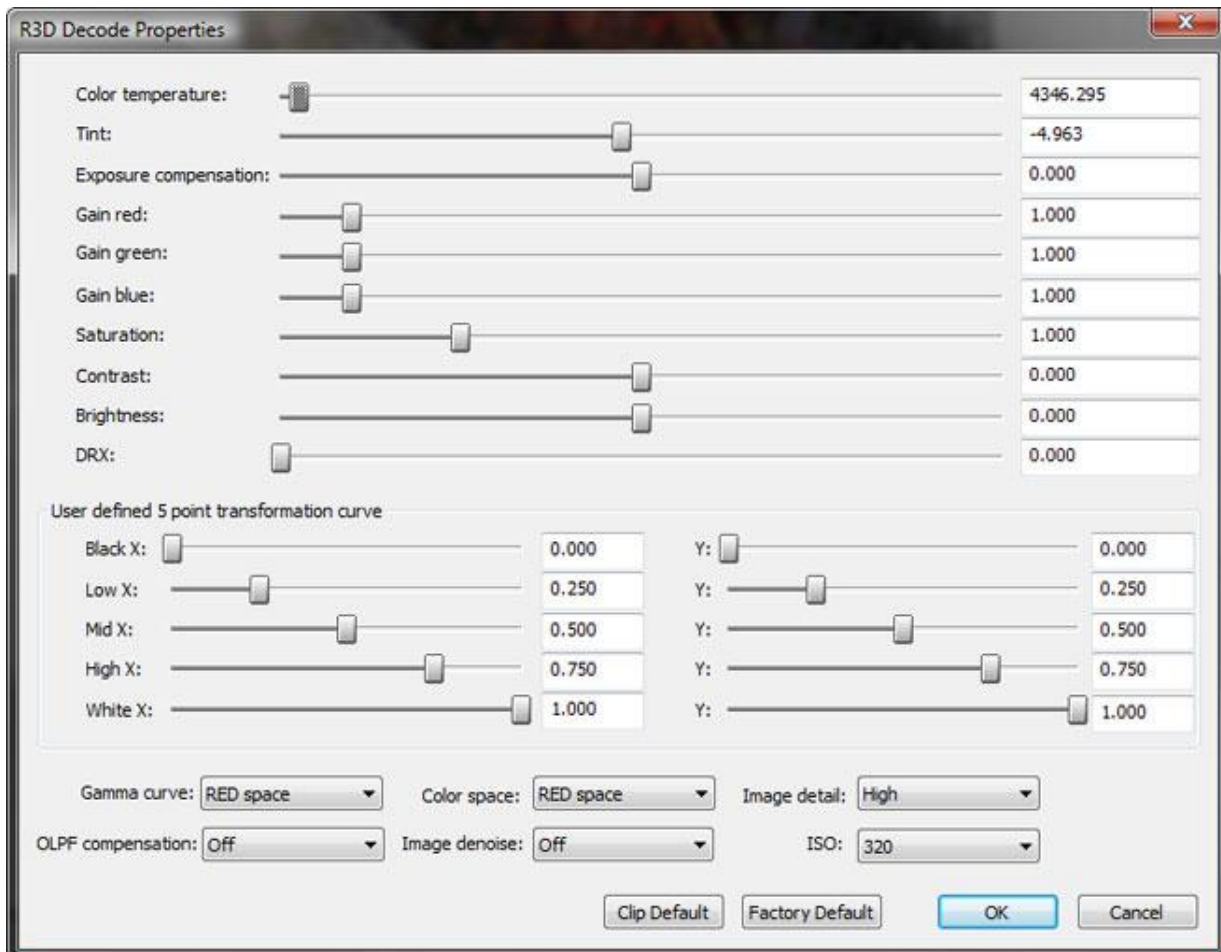 R3D Decode Properties
Color temperature: 4346.295
Tint: -4.963
Exposure compensation: 0.000
Gain red: 1.000
Gain green: 1.000
Gain blue: 1.000
Saturation: 1.000
Contrast: 0.000
Brightness: 0.000
DRX: 0.000
User defined 5 point transformation curve
Black X: 0.000 Y: 0.000
Low X: 0.250 Y: 0.250
Mid X: 0.500 Y: 0.500
High X: 0.750 Y: 0.750
White X: 1.000 Y: 1.000
Gamma curve: RED space Color space: RED space Image detail: High
OLPF compensation: Off Image denoise: Off ISO: 320
Clip Default Factory Default OK Cancel